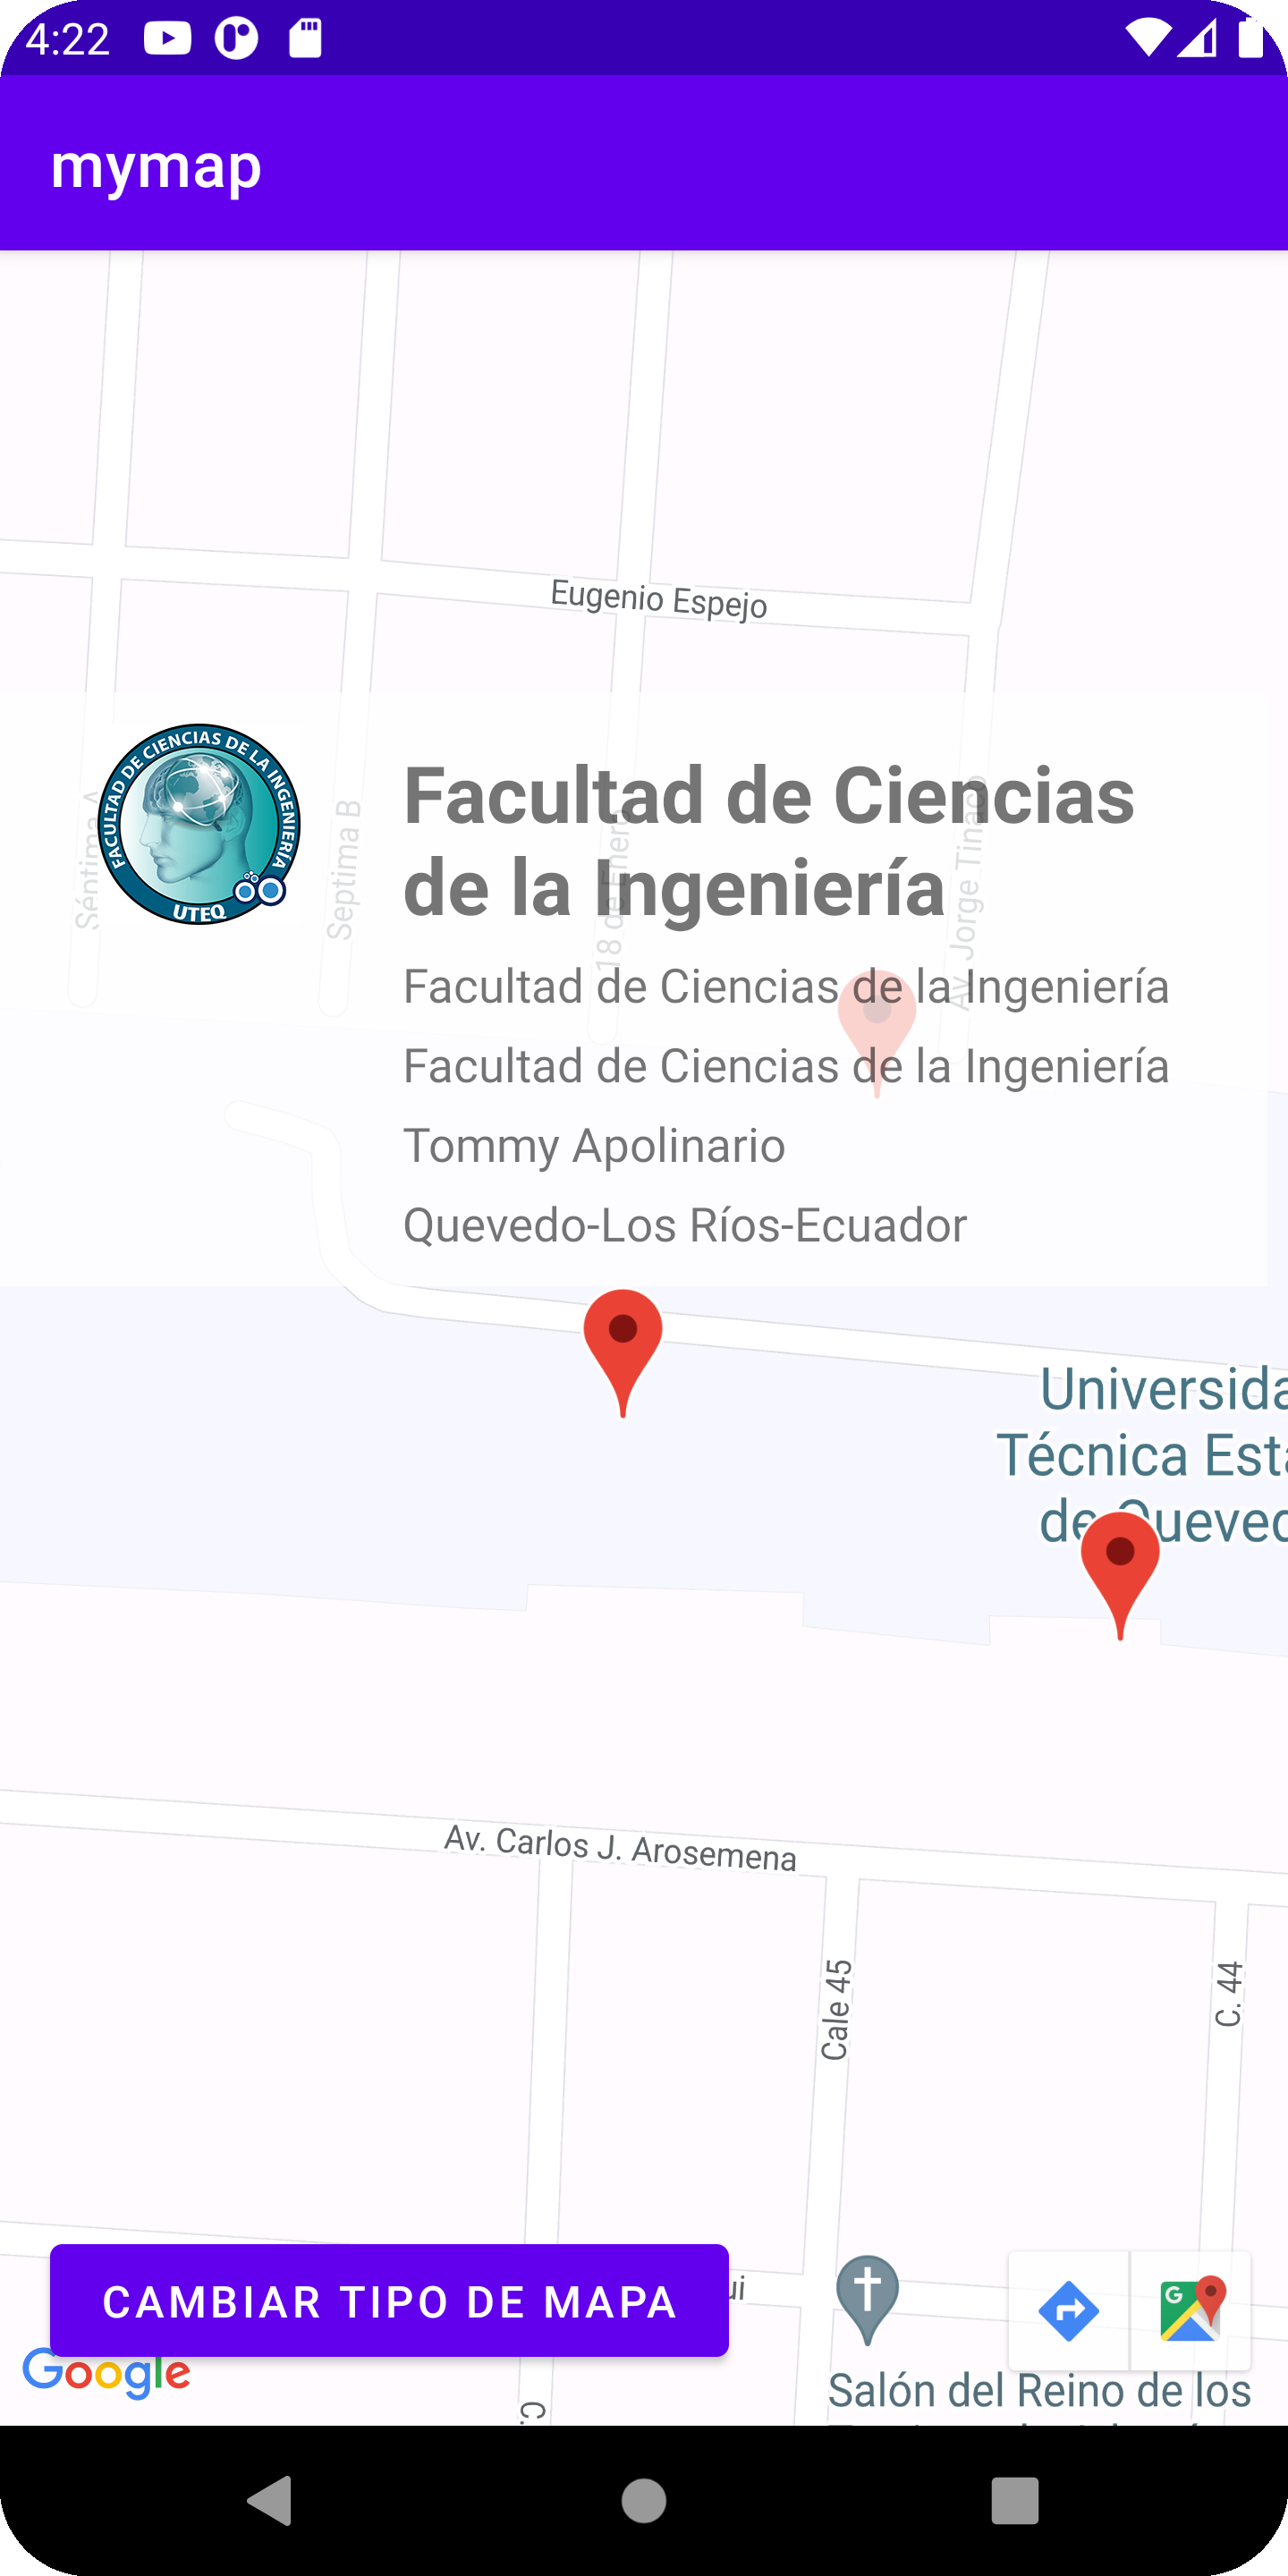 4:22
mymap
Eugenio Espejo
FACULTAD DE CIENCIAS DE LA INGENIERÍA
UTEQ
Séptima
Septima B
18 de Enero
Av. Jorge Tinaco
Facultad de Ciencias
de la Ingeniería
Facultad de Ciencias de la Ingeniería
Facultad de Ciencias de la Ingeniería
Tommy Apolinario
Quevedo-Los Ríos-Ecuador
Universida
Técnica Esta
de Queved
Av. Carlos J. Arosemena
Cale 45
C. 44
CAMBIAR TIPO DE MAPA
ui
G
Google
Salón del Reino de los
C.